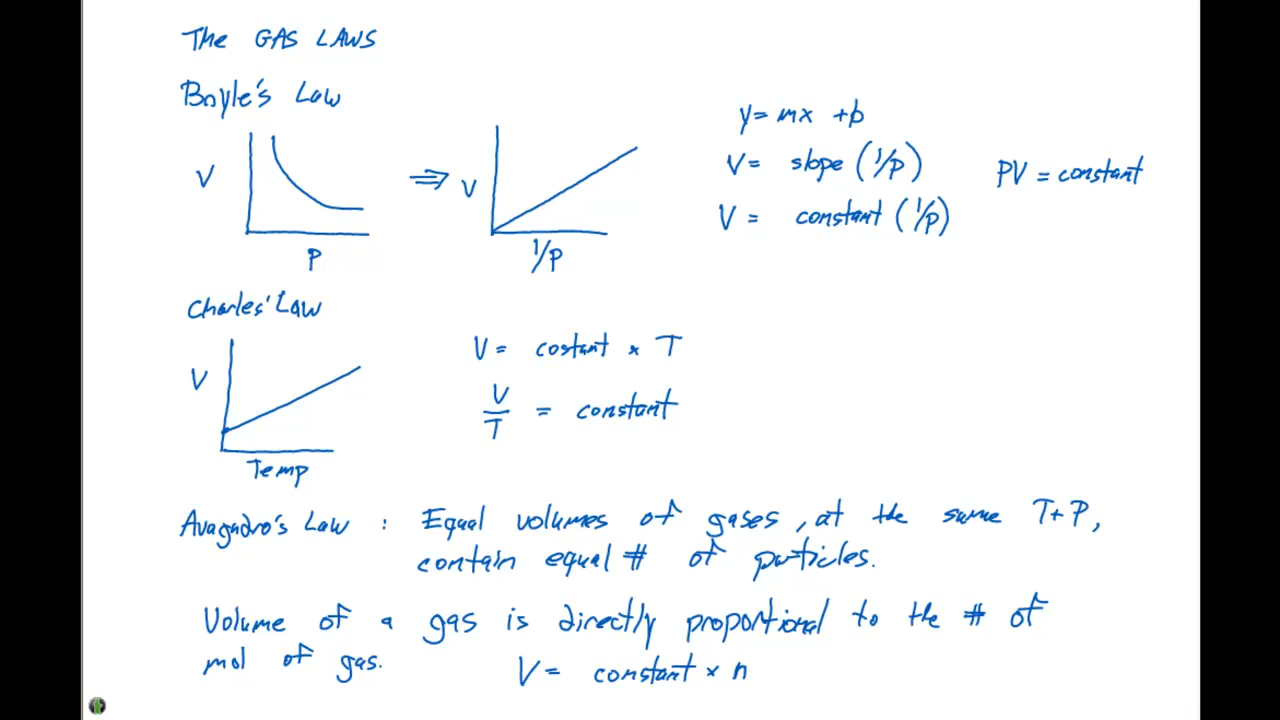 The GAS LAWS
Boyle's Law
V
P
⇒
V
1/P
y = mx + b
V = slope (1/P)
V = constant (1/P)
PV = constant
Charles' Law
V
Temp
V = costant × T
V/T = constant
Avagadro's Law : Equal volumes of gases, at the same T+P,
contain equal # of particles.
Volume of a gas is directly proportional to the # of
mol of gas. V = constant × n